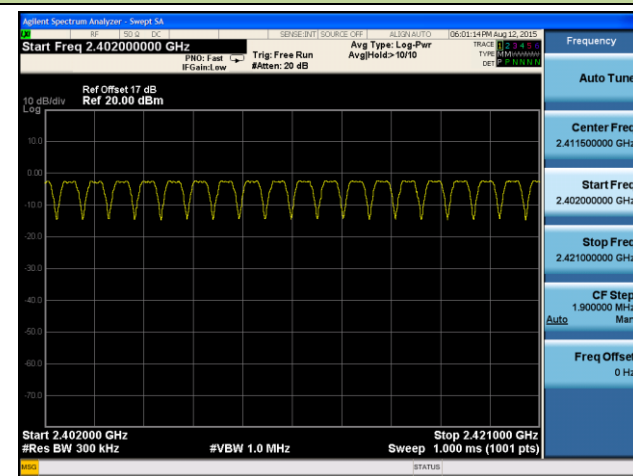 Agilent Spectrum Analyzer - Swept SA
RF 50 Ω DC SENSE:INT SOURCE OFF ALIGN AUTO 06:01:14 PM Aug 12, 2015
Start Freq 2.402000000 GHz
PNO: Fast
IFGain:Low
Trig: Free Run
#Atten: 20 dB
Avg Type: Log-Pwr
Avg|Hold:>10/10
TRACE 1 2 3 4 5 6
TYPE MMWWWW
DET P P N N N N
Ref Offset 17 dB
10 dB/div Ref 20.00 dBm
Log
10.0
0.00
-10.0
-20.0
-30.0
-40.0
-50.0
-60.0
-70.0
Start 2.402000 GHz Stop 2.421000 GHz
#Res BW 300 kHz #VBW 1.0 MHz Sweep 1.000 ms (1001 pts)
MSG STATUS
Frequency
Auto Tune
Center Freq
2.411500000 GHz
Start Freq
2.402000000 GHz
Stop Freq
2.421000000 GHz
CF Step
1.900000 MHz
Auto Man
Freq Offset
0 Hz